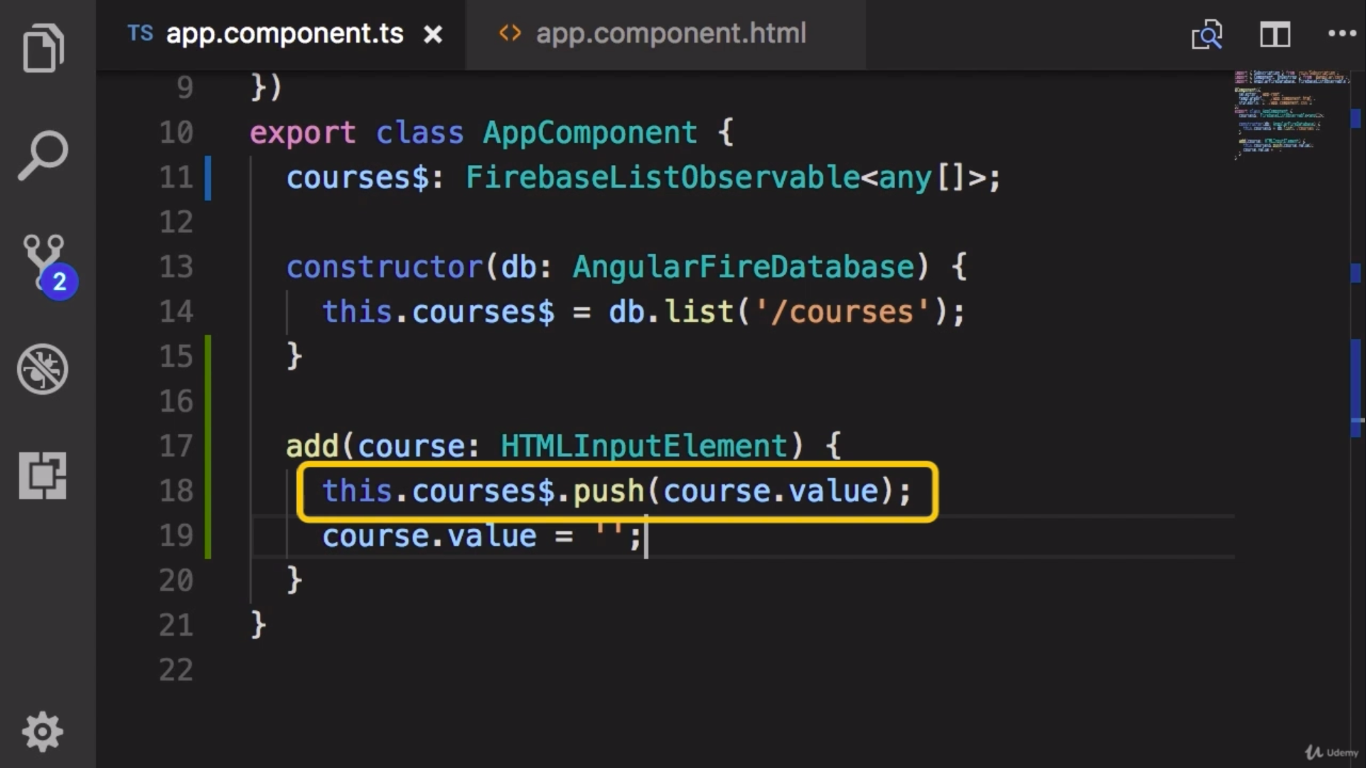 TS app.component.ts × <> app.component.html
9 })
10 export class AppComponent {
11 courses$: FirebaseListObservable<any[]>;
12
13 constructor(db: AngularFireDatabase) {
14 this.courses$ = db.list('/courses');
15 }
16
17 add(course: HTMLInputElement) {
18 this.courses$.push(course.value);
19 course.value = '';
20 }
21 }
22
2
Udemy